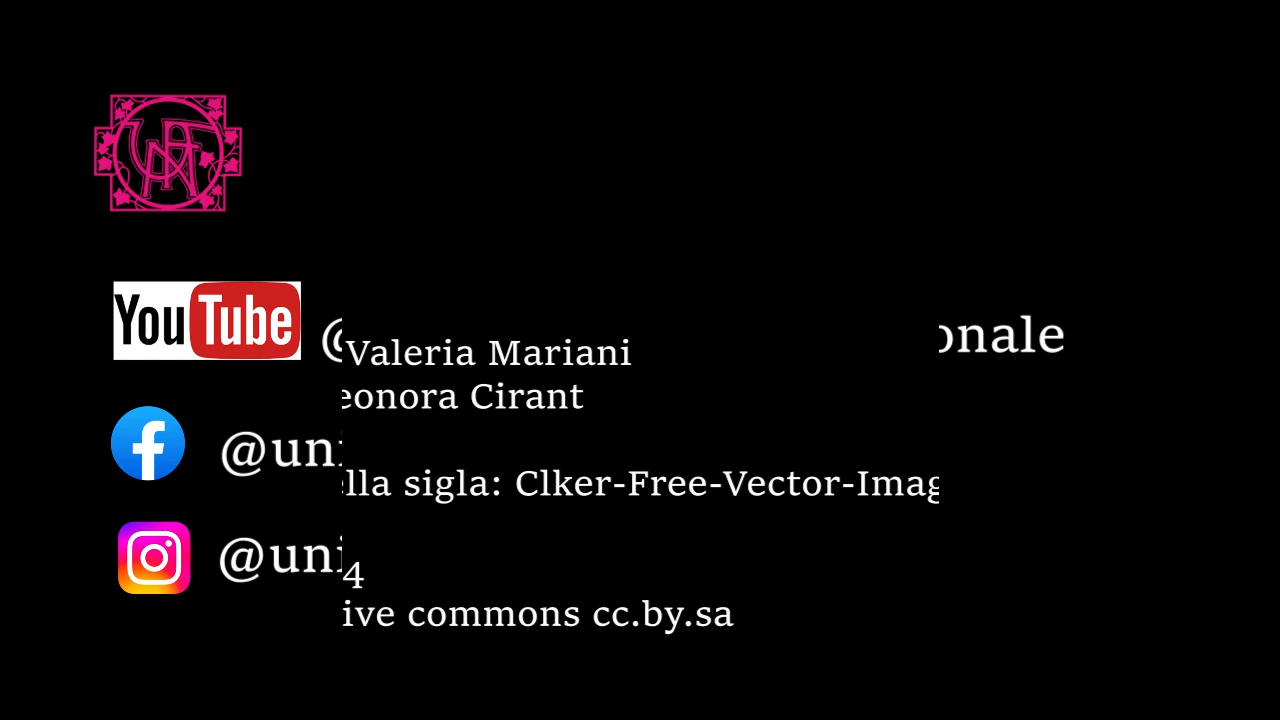 YouTube
@
onale
Valeria Mariani
eonora Cirant
@uni
lla sigla: Clker-Free-Vector-Imag
@uni
4
ive commons cc.by.sa